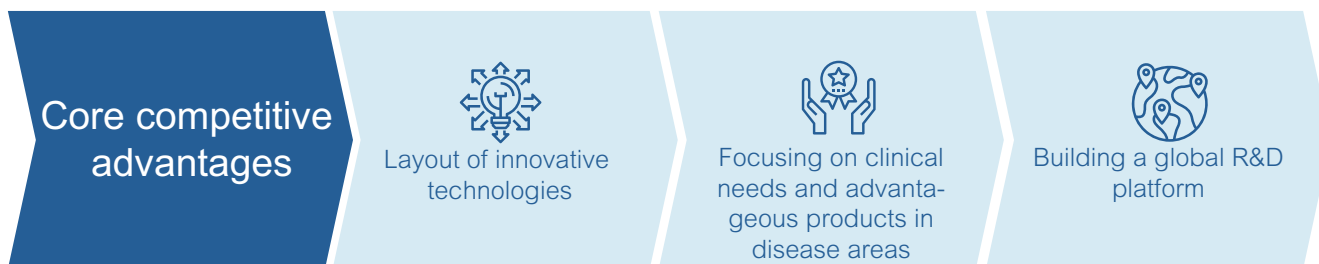 Core competitive
advantages
Layout of innovative
technologies
Focusing on clinical
needs and advanta-
geous products in
disease areas
Building a global R&D
platform